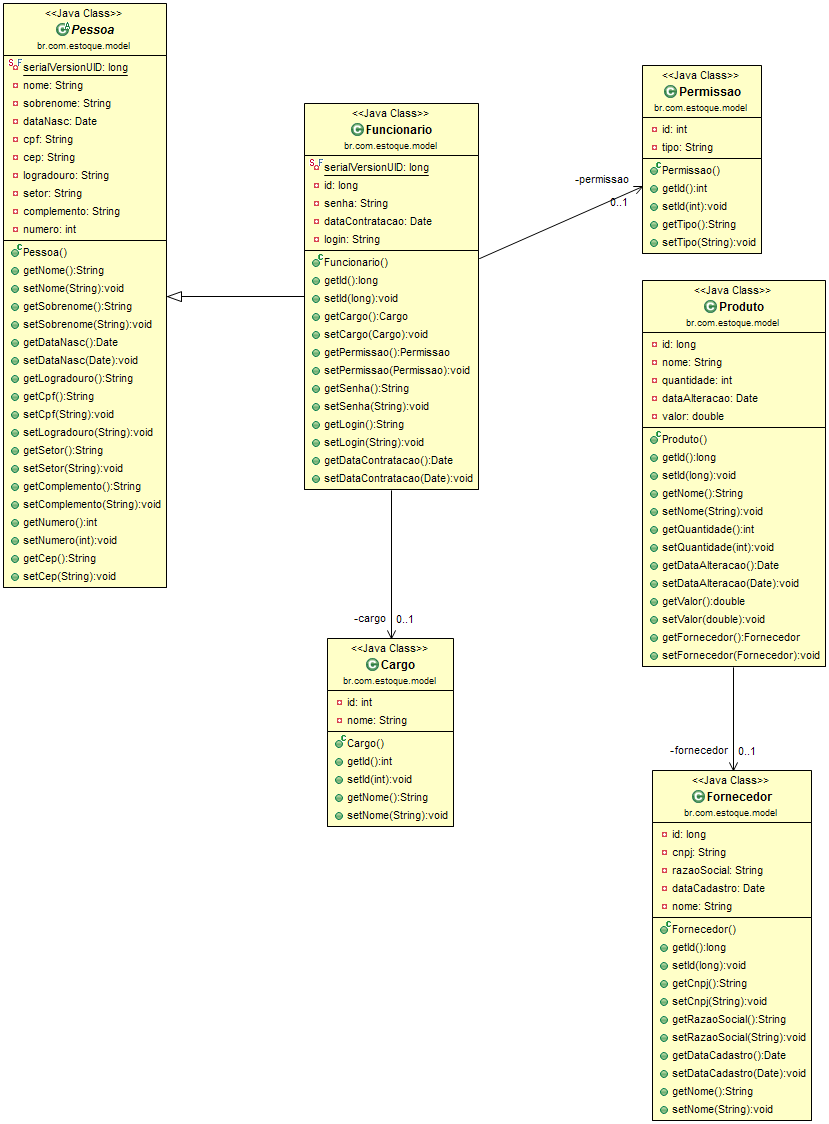 <<Java Class>>
Pessoa
br.com.estoque.model
serialVersionUID: long
nome: String
sobrenome: String
dataNasc: Date
cpf: String
cep: String
logradouro: String
setor: String
complemento: String
numero: int
Pessoa()
getNome():String
setNome(String):void
getSobrenome():String
setSobrenome(String):void
getDataNasc():Date
setDataNasc(Date):void
getLogradouro():String
getCpf():String
setCpf(String):void
setLogradouro(String):void
getSetor():String
setSetor(String):void
getComplemento():String
setComplemento(String):void
getNumero():int
setNumero(int):void
getCep():String
setCep(String):void
<<Java Class>>
Funcionario
br.com.estoque.model
serialVersionUID: long
id: long
senha: String
dataContratacao: Date
login: String
Funcionario()
getId():long
setId(long):void
getCargo():Cargo
setCargo(Cargo):void
getPermissao():Permissao
setPermissao(Permissao):void
getSenha():String
setSenha(String):void
getLogin():String
setLogin(String):void
getDataContratacao():Date
setDataContratacao(Date):void
-cargo 0..1
<<Java Class>>
Cargo
br.com.estoque.model
id: int
nome: String
Cargo()
getId():int
setId(int):void
getNome():String
setNome(String):void
-permissao
0..1
<<Java Class>>
Permissao
br.com.estoque.model
id: int
tipo: String
Permissao()
getId():int
setId(int):void
getTipo():String
setTipo(String):void
<<Java Class>>
Produto
br.com.estoque.model
id: long
nome: String
quantidade: int
dataAlteracao: Date
valor: double
Produto()
getId():long
setId(long):void
getNome():String
setNome(String):void
getQuantidade():int
setQuantidade(int):void
getDataAlteracao():Date
setDataAlteracao(Date):void
getValor():double
setValor(double):void
getFornecedor():Fornecedor
setFornecedor(Fornecedor):void
-fornecedor 0..1
<<Java Class>>
Fornecedor
br.com.estoque.model
id: long
cnpj: String
razaoSocial: String
dataCadastro: Date
nome: String
Fornecedor()
getId():long
setId(long):void
getCnpj():String
setCnpj(String):void
getRazaoSocial():String
setRazaoSocial(String):void
getDataCadastro():Date
setDataCadastro(Date):void
getNome():String
setNome(String):void